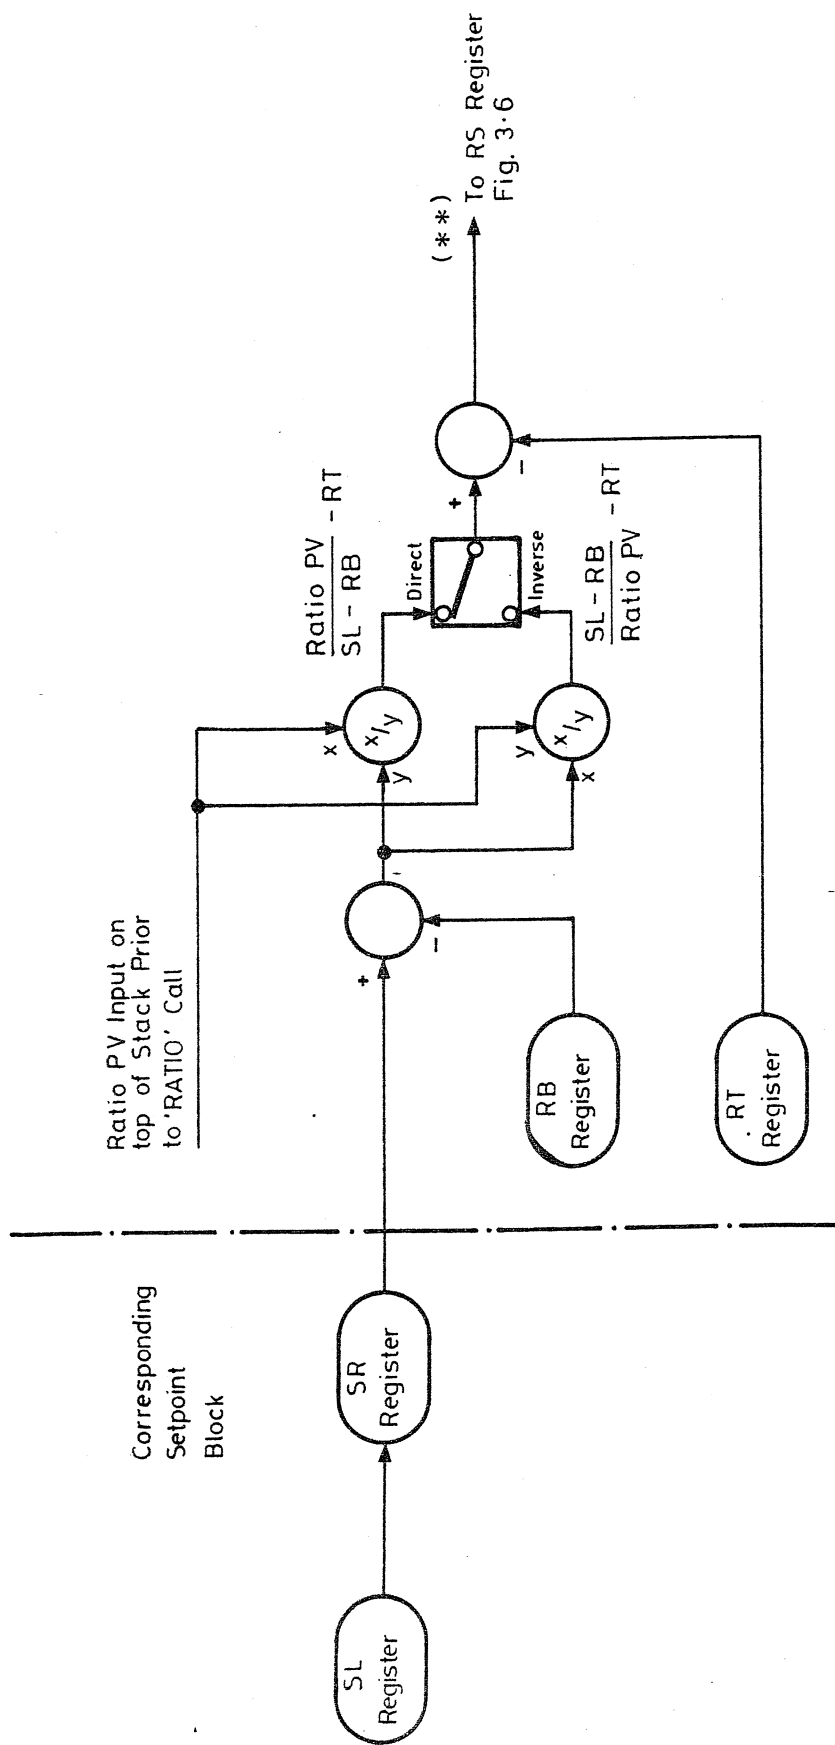 Corresponding
Setpoint
Block
SL
Register
SR
Register
Ratio PV Input on
top of Stack Prior
to 'RATIO' Call
RB
Register
RT
Register
+
-
x
x/y
y
y
x/y
x
Ratio PV
SL - RB
- RT
Direct
Inverse
SL - RB
Ratio PV
- RT
+
-
(**)
To RS Register
Fig. 3.6